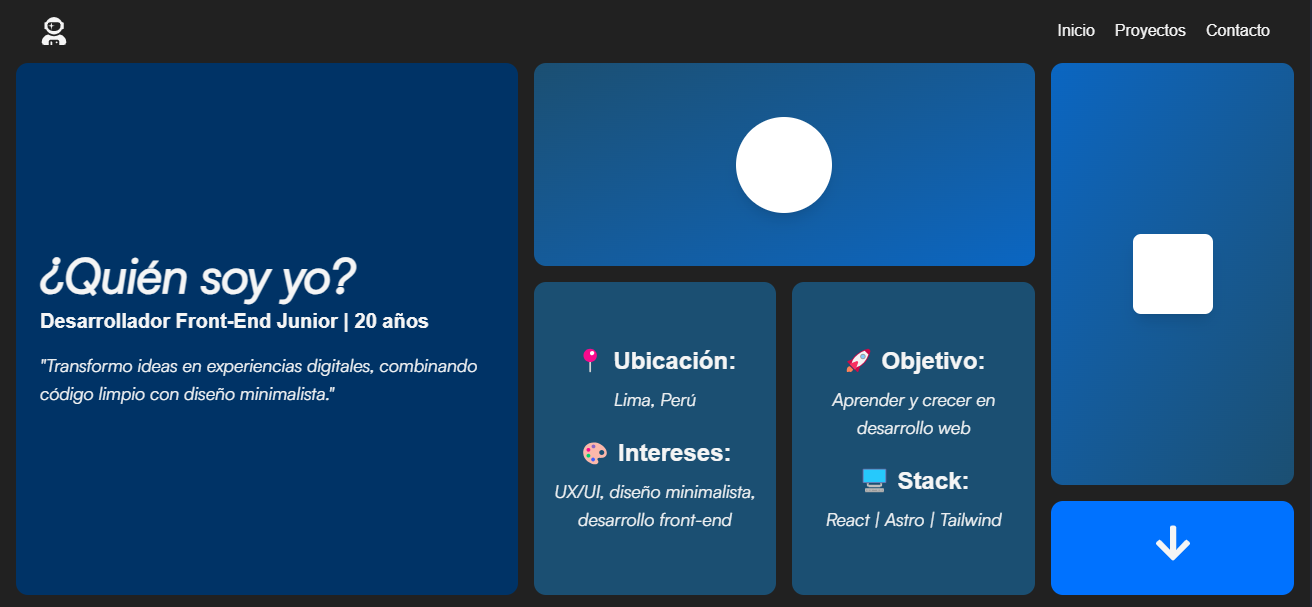 Inicio Proyectos Contacto
¿Quién soy yo?
Desarrollador Front-End Junior | 20 años
"Transformo ideas en experiencias digitales, combinando
código limpio con diseño minimalista."
Ubicación:
Lima, Perú
Intereses:
UX/UI, diseño minimalista,
desarrollo front-end
Objetivo:
Aprender y crecer en
desarrollo web
Stack:
React | Astro | Tailwind